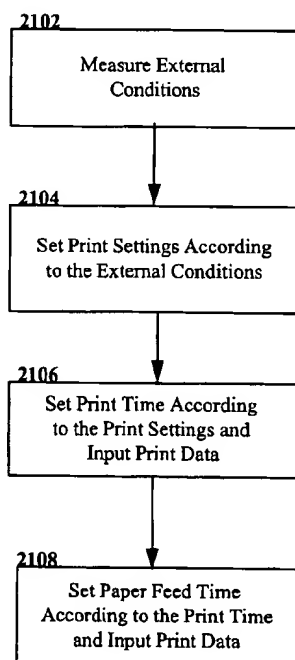 2102
Measure External
Conditions
2104
Set Print Settings According
to the External Conditions
2106
Set Print Time According
to the Print Settings and
Input Print Data
2108
Set Paper Feed Time
According to the Print Time
and Input Print Data